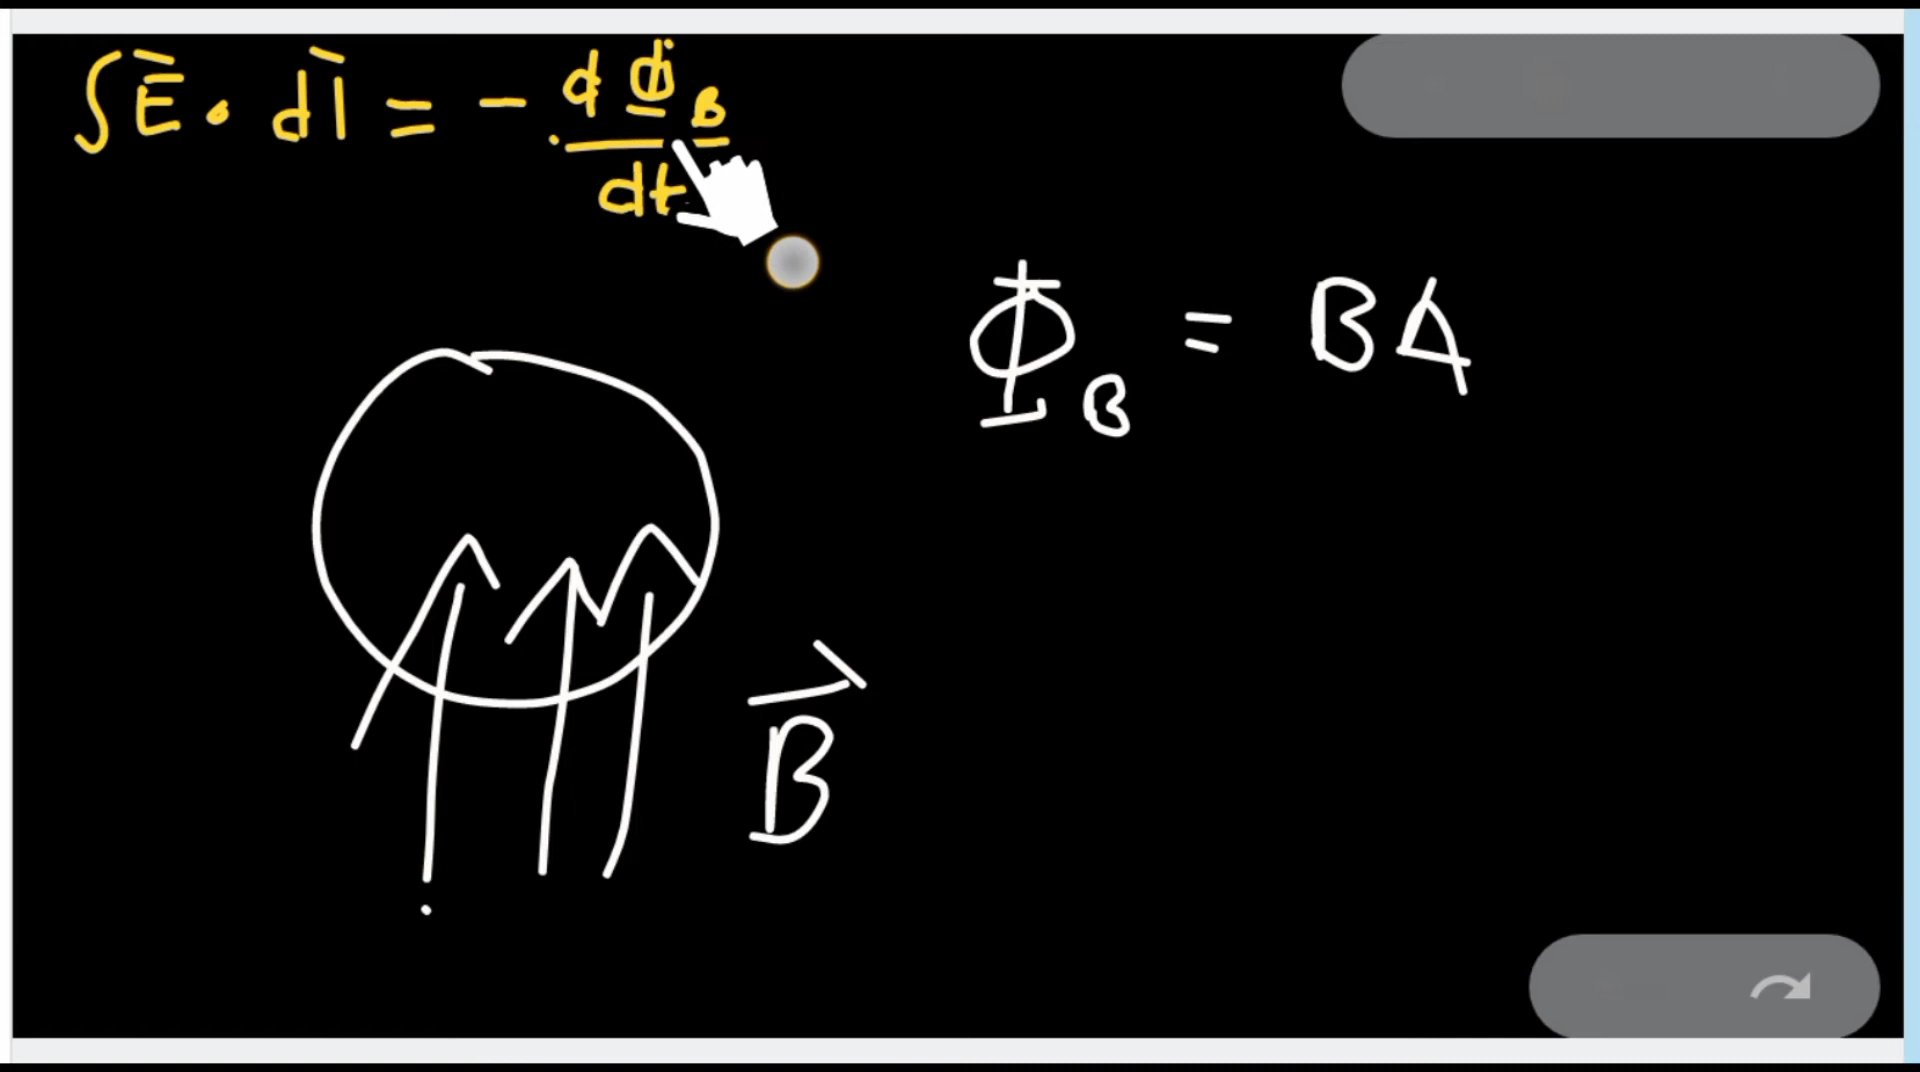 ∫E̅ · dl̅ = - dΦ_B
dt
Φ_B = BA
B⃗